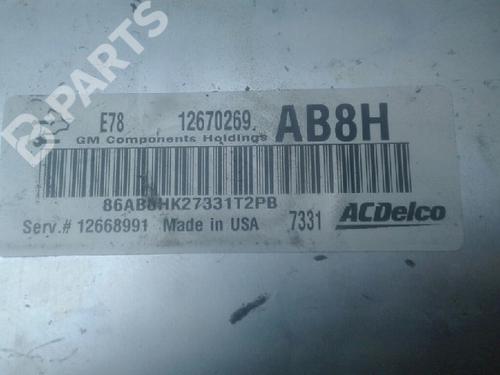 B-PARTS
E78 12670269. AB8H
GM Components Holdings
86AB8HK27331T2PB
Serv.# 12668991 Made in USA 7331 ACDelco